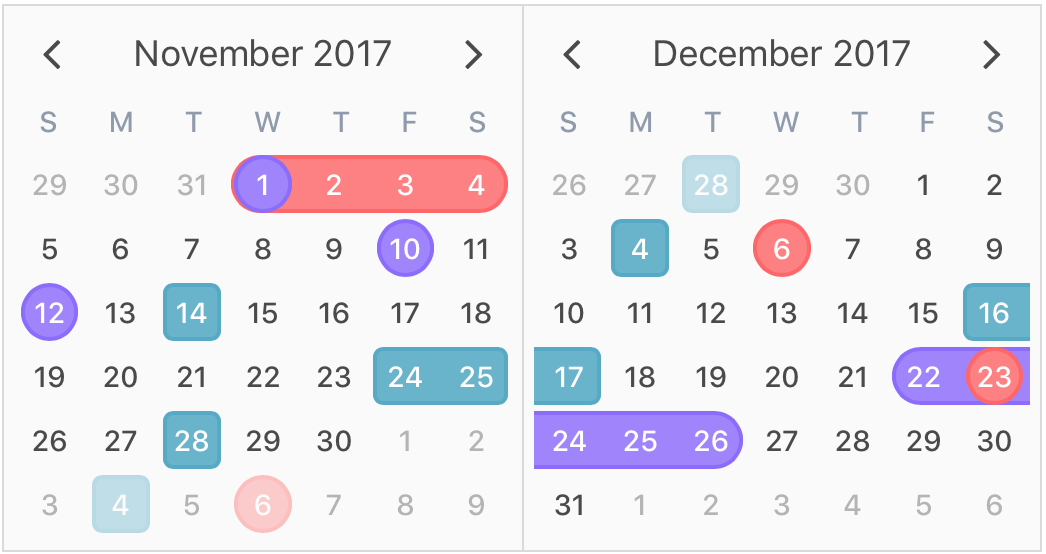 November 2017
S M T W T F S
29 30 31 1 2 3 4
5 6 7 8 9 10 11
12 13 14 15 16 17 18
19 20 21 22 23 24 25
26 27 28 29 30 1 2
3 4 5 6 7 8 9
December 2017
S M T W T F S
26 27 28 29 30 1 2
3 4 5 6 7 8 9
10 11 12 13 14 15 16
17 18 19 20 21 22 23
24 25 26 27 28 29 30
31 1 2 3 4 5 6